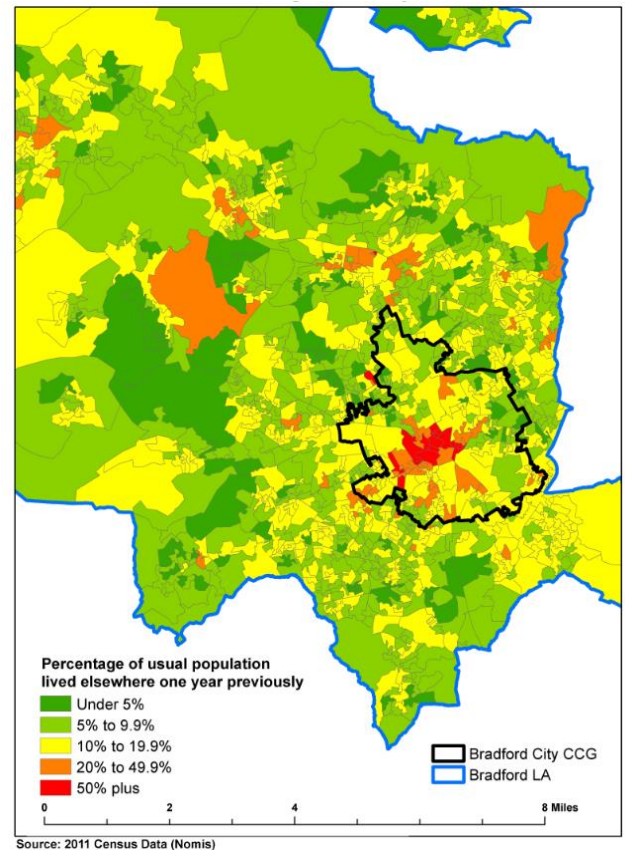 Percentage of usual population
lived elsewhere one year previously
Under 5%
5% to 9.9%
10% to 19.9%
20% to 49.9%
50% plus
Bradford City CCG
Bradford LA
0 2 4 8 Miles
Source: 2011 Census Data (Nomis)